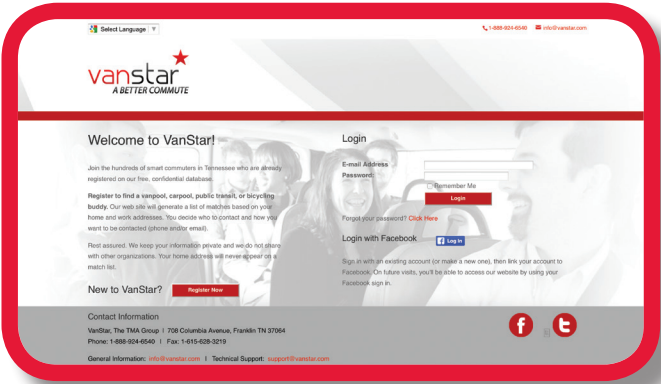 Select Language ▼
1-888-924-6540 info@vanstar.com
vanstar
A BETTER COMMUTE
Welcome to VanStar!
Join the hundreds of smart commuters in Tennessee who are already
registered on our free, confidential database.
Register to find a vanpool, carpool, public transit, or bicycling
buddy. Our web site will generate a list of matches based on your
home and work addresses. You decide who to contact and how you
want to be contacted (phone and/or email).
Rest assured. We keep your information private and we do not share
with other organizations. Your home address will never appear on a
match list.
New to VanStar? Register Now
Login
E-mail Address
Password:
Remember Me
Login
Forgot your password? Click Here
Login with Facebook f Log In
Sign in with an existing account (or make a new one), then link your account to
Facebook. On future visits, you'll be able to access our website by using your
Facebook sign in.
Contact Information
VanStar, The TMA Group | 708 Columbia Avenue, Franklin TN 37064
Phone: 1-888-924-6540 | Fax: 1-615-628-3219
General Information: info@vanstar.com | Technical Support: support@vanstar.com